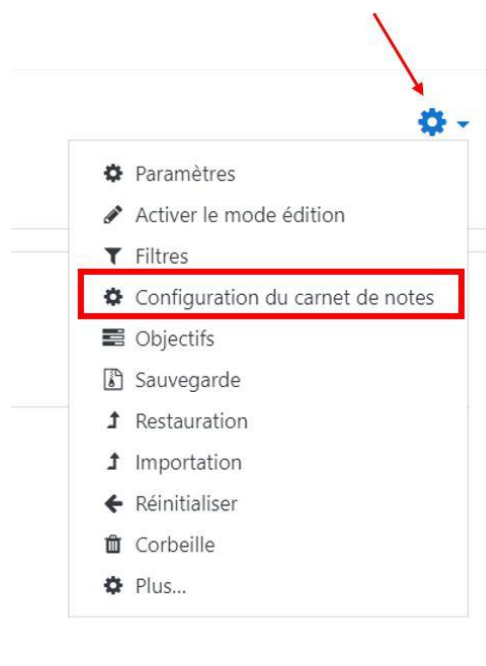 Paramètres
Activer le mode édition
Filtres
Configuration du carnet de notes
Objectifs
Sauvegarde
Restauration
Importation
Réinitialiser
Corbeille
Plus...